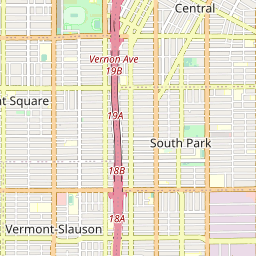 Central
Vernon Ave
19B
nt Square
19A
South Park
18B
18A
Vermont-Slauson